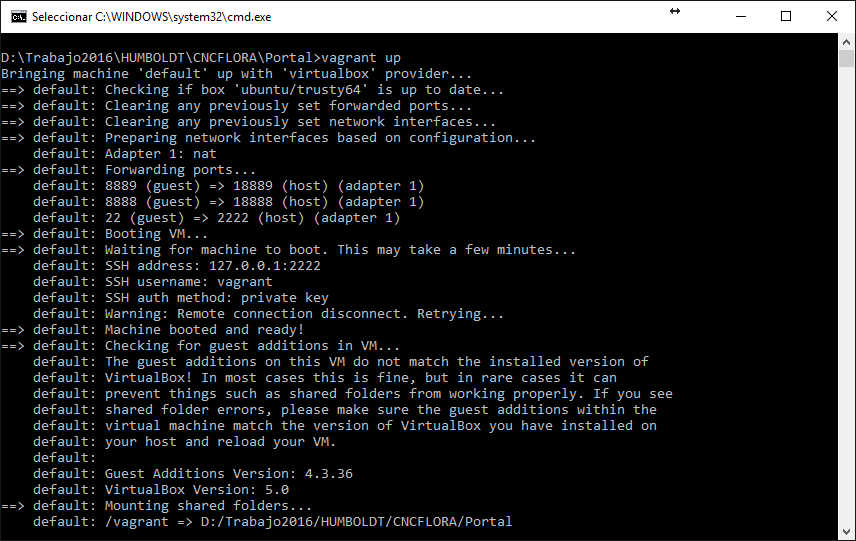 Seleccionar C:\WINDOWS\system32\cmd.exe
D:\Trabajo2016\HUMBOLDT\CNCFLORA\Portal>vagrant up
Bringing machine 'default' up with 'virtualbox' provider...
==> default: Checking if box 'ubuntu/trusty64' is up to date...
==> default: Clearing any previously set forwarded ports...
==> default: Clearing any previously set network interfaces...
==> default: Preparing network interfaces based on configuration...
    default: Adapter 1: nat
==> default: Forwarding ports...
    default: 8889 (guest) => 18889 (host) (adapter 1)
    default: 8888 (guest) => 18888 (host) (adapter 1)
    default: 22 (guest) => 2222 (host) (adapter 1)
==> default: Booting VM...
==> default: Waiting for machine to boot. This may take a few minutes...
    default: SSH address: 127.0.0.1:2222
    default: SSH username: vagrant
    default: SSH auth method: private key
    default: Warning: Remote connection disconnect. Retrying...
==> default: Machine booted and ready!
==> default: Checking for guest additions in VM...
    default: The guest additions on this VM do not match the installed version of
    default: VirtualBox! In most cases this is fine, but in rare cases it can
    default: prevent things such as shared folders from working properly. If you see
    default: shared folder errors, please make sure the guest additions within the
    default: virtual machine match the version of VirtualBox you have installed on
    default: your host and reload your VM.
    default:
    default: Guest Additions Version: 4.3.36
    default: VirtualBox Version: 5.0
==> default: Mounting shared folders...
    default: /vagrant => D:/Trabajo2016/HUMBOLDT/CNCFLORA/Portal